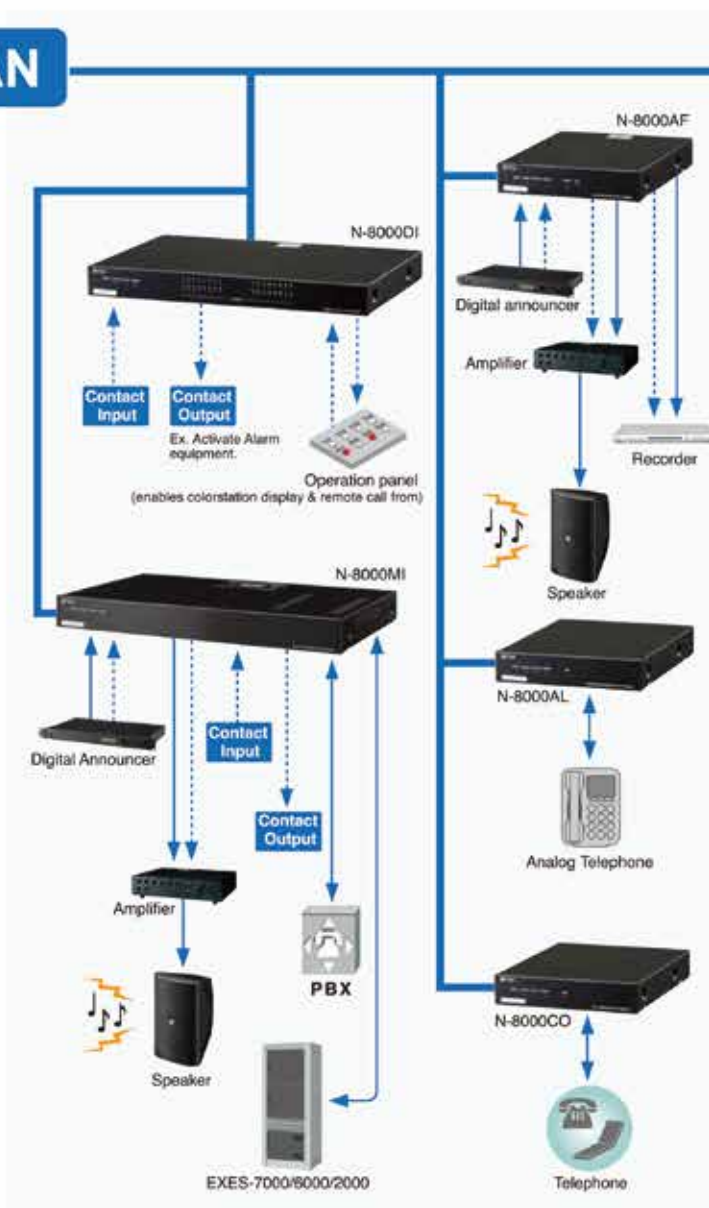 AN
N-8000AF
N-8000DI
Digital announcer
Amplifier
Contact
Input
Contact
Output
Ex. Activate Alarm
equipment.
Operation panel
(enables colorstation display & remote call from)
Recorder
Speaker
N-8000MI
N-8000AL
Digital Announcer
Contact
Input
Contact
Output
Analog Telephone
Amplifier
PBX
N-8000CO
Speaker
EXES-7000/6000/2000
Telephone